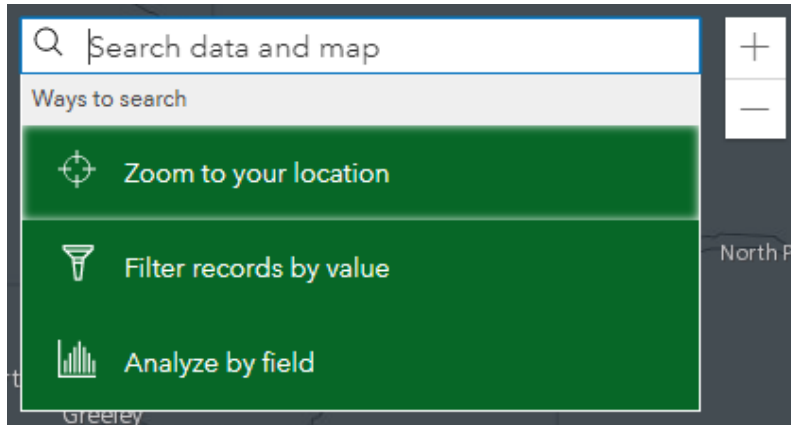 Search data and map
Ways to search
Zoom to your location
Filter records by value
North P
Analyze by field
Greeley